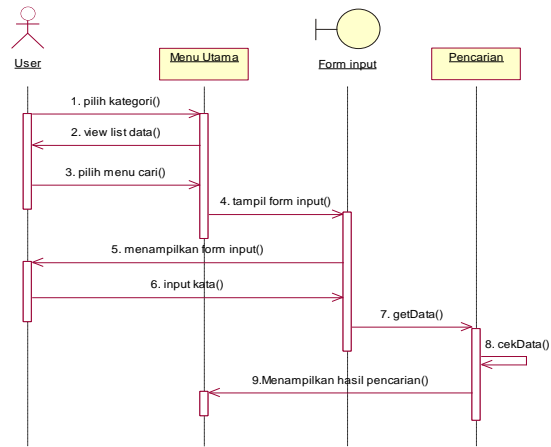 User
Menu Utama
Form input
Pencarian
1. pilih kategori()
2. view list data()
3. pilih menu cari()
4. tampil form input()
5. menampilkan form input()
6. input kata()
7. getData()
8. cekData()
9.Menampilkan hasil pencarian()